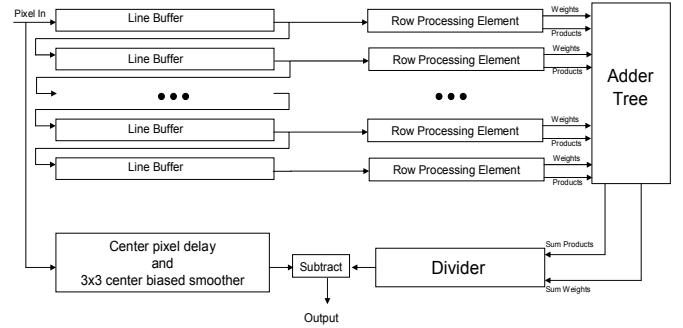 Pixel In
Line Buffer
Row Processing Element
Weights
Products
Line Buffer
Row Processing Element
Weights
Products
Adder
Tree
Line Buffer
Row Processing Element
Weights
Products
Line Buffer
Row Processing Element
Weights
Products
Center pixel delay
and
3x3 center biased smoother
Subtract
Divider
Sum Products
Sum Weights
Output